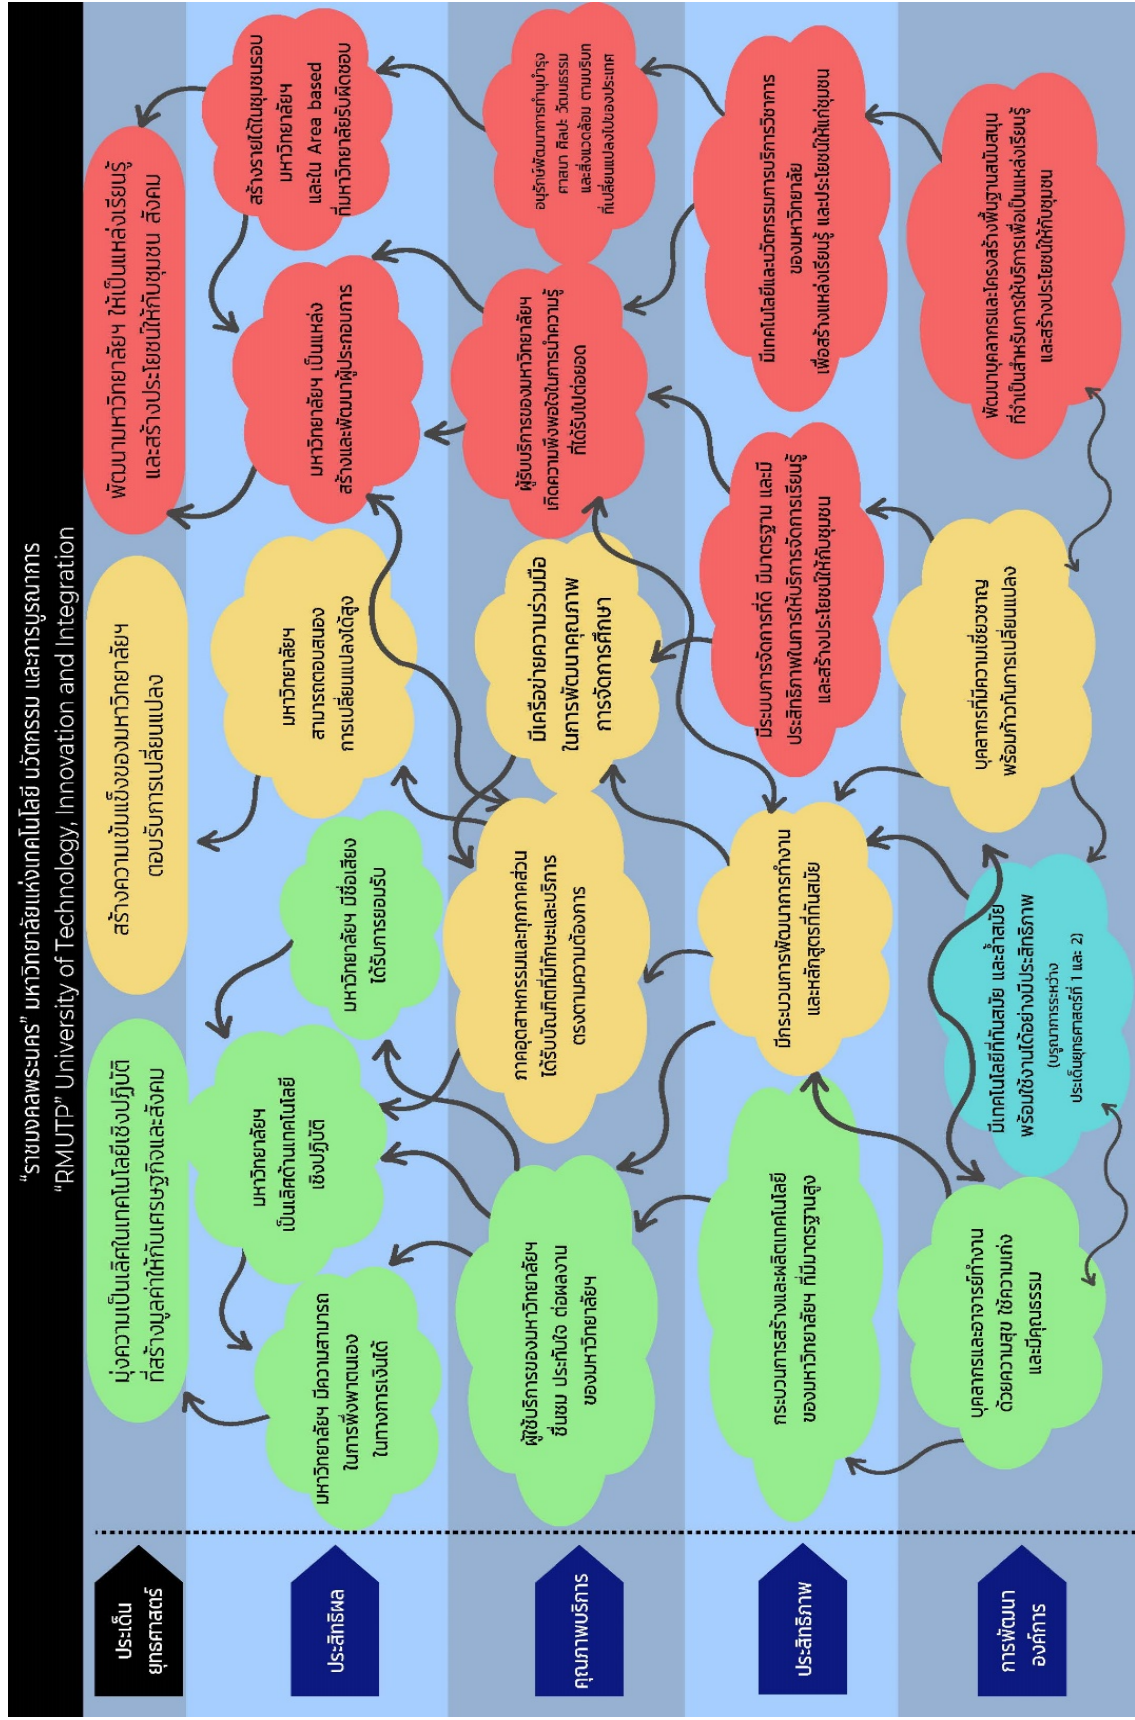 "ราชมงคลพระนคร" มหาวิทยาลัยแห่งเทคโนโลยี นวัตกรรม และการบูรณาการ
"RMUTP" University of Technology, Innovation and Integration
ประเด็น
ยุทธศาสตร์
มุ่งความเป็นเลิศในเทคโนโลยีเชิงปฏิบัติ
ที่สร้างมูลค่าให้กับเศรษฐกิจและสังคม
สร้างความเข้มแข็งของมหาวิทยาลัยฯ
ตอบรับการเปลี่ยนแปลง
พัฒนามหาวิทยาลัยฯ ให้เป็นแหล่งเรียนรู้
และสร้างประโยชน์ให้กับชุมชน สังคม
ประสิทธิผล
มหาวิทยาลัยฯ มีความสามารถ
ในการพึ่งพาตนเอง
ในทางการเงินได้
มหาวิทยาลัยฯ
เป็นเลิศด้านเทคโนโลยี
เชิงปฏิบัติ
มหาวิทยาลัยฯ มีชื่อเสียง
ได้รับการยอมรับ
มหาวิทยาลัยฯ
สามารถตอบสนอง
การเปลี่ยนแปลงได้สูง
มหาวิทยาลัยฯ เป็นแหล่ง
สร้างและพัฒนาผู้ประกอบการ
สร้างรายได้ในชุมชนรอบ
มหาวิทยาลัยฯ
และใน Area based
ที่มหาวิทยาลัยรับผิดชอบ
คุณภาพบริการ
ผู้ใช้บริการของมหาวิทยาลัยฯ
ชื่นชม ประทับใจ ต่อผลงาน
ของมหาวิทยาลัยฯ
ภาคอุตสาหกรรมและทุกภาคส่วน
ได้รับบัณฑิตที่มีทักษะและบริการ
ตรงตามความต้องการ
มีเครือข่ายความร่วมมือ
ในการพัฒนาคุณภาพ
การจัดการศึกษา
ผู้รับบริการของมหาวิทยาลัยฯ
เกิดความพึงพอใจในการนำความรู้
ที่ได้รับไปต่อยอด
อนุรักษ์พัฒนาการทำนุบำรุง
ศาสนา ศิลปะ วัฒนธรรม
และสิ่งแวดล้อม ตามบริบท
ที่เปลี่ยนแปลงไปของประเทศ
ประสิทธิภาพ
กระบวนการสร้างและผลิตเทคโนโลยี
ของมหาวิทยาลัยฯ ที่มีมาตรฐานสูง
มีกระบวนการพัฒนาการทำงาน
และหลักสูตรที่ทันสมัย
มีระบบการจัดการที่ดี มีมาตรฐาน และมี
ประสิทธิภาพในการให้บริการจัดการเรียนรู้
และสร้างประโยชน์ให้กับชุมชน
มีเทคโนโลยีและนวัตกรรมการบริการวิชาการ
ของมหาวิทยาลัย
เพื่อสร้างแหล่งเรียนรู้ และประโยชน์ให้แก่ชุมชน
การพัฒนา
องค์การ
บุคลากรและอาจารย์ทำงาน
ด้วยความสุข ใช้ความเก่ง
และมีคุณธรรม
มีเทคโนโลยีที่ทันสมัย และล้ำสมัย
พร้อมใช้งานได้อย่างมีประสิทธิภาพ
(บูรณาการระหว่าง
ประเด็นยุทธศาสตร์ที่ 1 และ 2)
บุคลากรที่มีความเชี่ยวชาญ
พร้อมก้าวทันการเปลี่ยนแปลง
พัฒนาบุคลากรและโครงสร้างพื้นฐานสนับสนุน
ที่จำเป็นสำหรับการให้บริการเพื่อเป็นแหล่งเรียนรู้
และสร้างประโยชน์ให้กับชุมชน